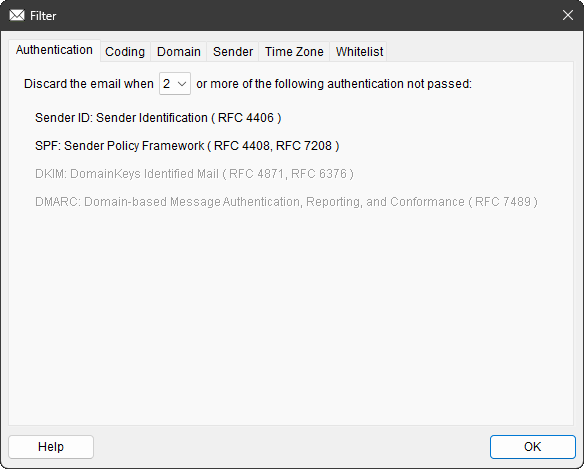 Filter
Authentication Coding Domain Sender Time Zone Whitelist
Discard the email when 2 or more of the following authentication not passed:
Sender ID: Sender Identification ( RFC 4406 )
SPF: Sender Policy Framework ( RFC 4408, RFC 7208 )
DKIM: DomainKeys Identified Mail ( RFC 4871, RFC 6376 )
DMARC: Domain-based Message Authentication, Reporting, and Conformance ( RFC 7489 )
Help OK